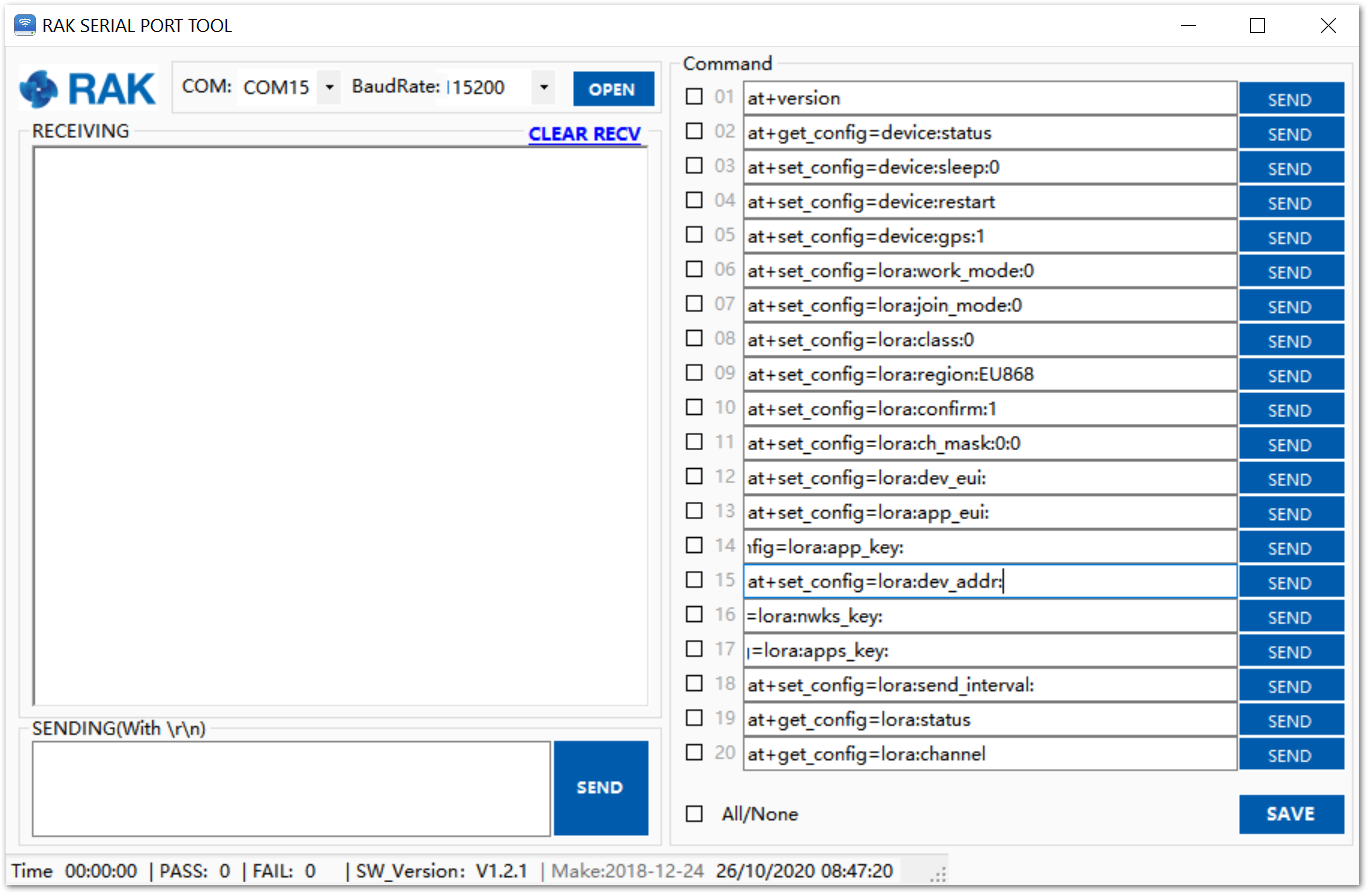 RAK SERIAL PORT TOOL
RAK
COM: COM15 BaudRate: 115200 OPEN
RECEIVING CLEAR RECV
SENDING(With \r\n)
SEND
Command
01 at+version SEND
02 at+get_config=device:status SEND
03 at+set_config=device:sleep:0 SEND
04 at+set_config=device:restart SEND
05 at+set_config=device:gps:1 SEND
06 at+set_config=lora:work_mode:0 SEND
07 at+set_config=lora:join_mode:0 SEND
08 at+set_config=lora:class:0 SEND
09 at+set_config=lora:region:EU868 SEND
10 at+set_config=lora:confirm:1 SEND
11 at+set_config=lora:ch_mask:0:0 SEND
12 at+set_config=lora:dev_eui: SEND
13 at+set_config=lora:app_eui: SEND
14 nfig=lora:app_key: SEND
15 at+set_config=lora:dev_addr: SEND
16 =lora:nwks_key: SEND
17 g=lora:apps_key: SEND
18 at+set_config=lora:send_interval: SEND
19 at+get_config=lora:status SEND
20 at+get_config=lora:channel SEND
All/None SAVE
Time 00:00:00 | PASS: 0 | FAIL: 0 | SW_Version: V1.2.1 | Make:2018-12-24 26/10/2020 08:47:20